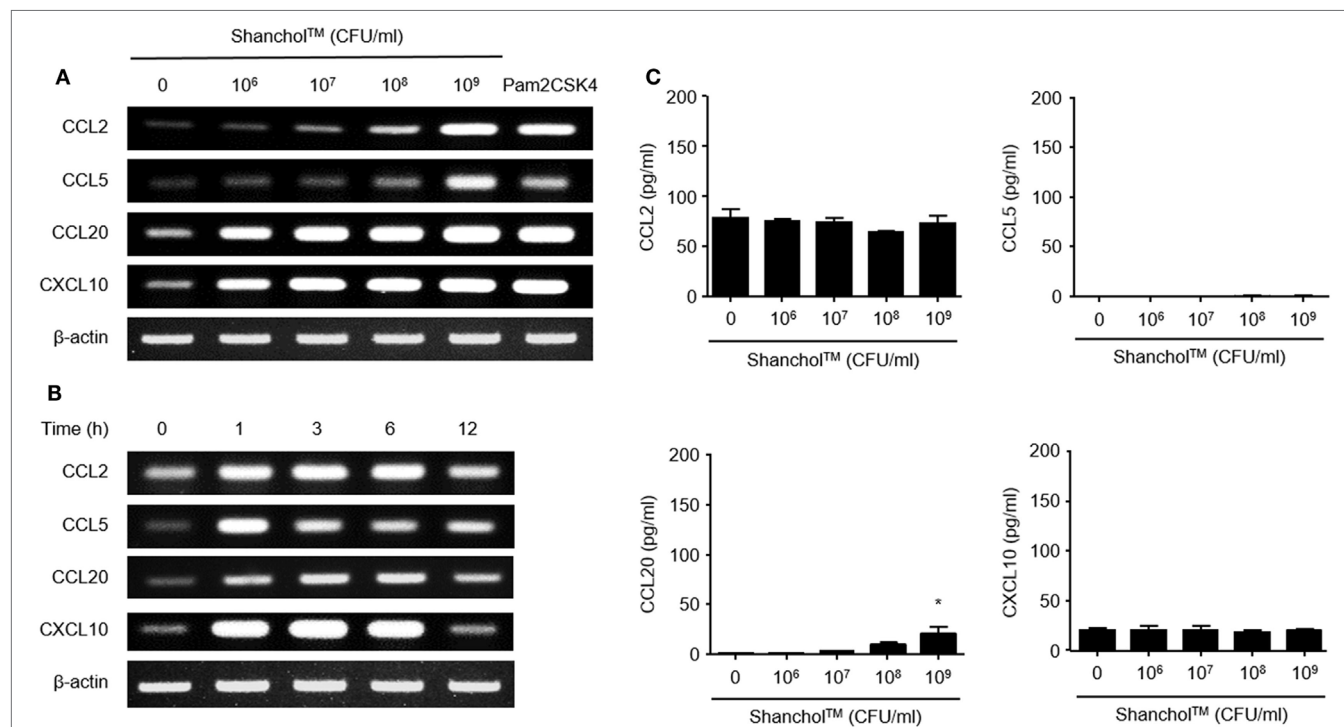 Shanchol™ (CFU/ml)
A
0 10⁶ 10⁷ 10⁸ 10⁹ Pam2CSK4
CCL2
CCL5
CCL20
CXCL10
β-actin
B
Time (h) 0 1 3 6 12
CCL2
CCL5
CCL20
CXCL10
β-actin
C
200
150
100
50
0
CCL2 (pg/ml)
0 10⁶ 10⁷ 10⁸ 10⁹
Shanchol™ (CFU/ml)
200
150
100
50
0
CCL5 (pg/ml)
0 10⁶ 10⁷ 10⁸ 10⁹
Shanchol™ (CFU/ml)
200
150
100
50
0
CCL20 (pg/ml)
*
0 10⁶ 10⁷ 10⁸ 10⁹
Shanchol™ (CFU/ml)
200
150
100
50
0
CXCL10 (pg/ml)
0 10⁶ 10⁷ 10⁸ 10⁹
Shanchol™ (CFU/ml)